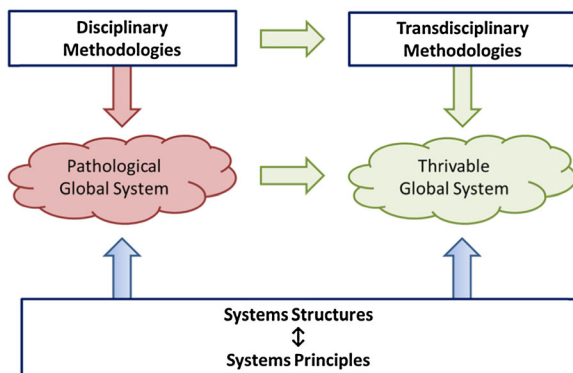 Disciplinary
Methodologies
Transdisciplinary
Methodologies
Pathological
Global System
Thrivable
Global System
Systems Structures
Systems Principles